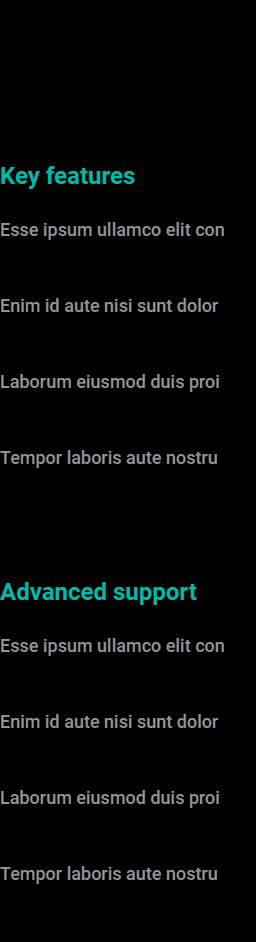 Key features
Esse ipsum ullamco elit con
Enim id aute nisi sunt dolor
Laborum eiusmod duis proi
Tempor laboris aute nostru
Advanced support
Esse ipsum ullamco elit con
Enim id aute nisi sunt dolor
Laborum eiusmod duis proi
Tempor laboris aute nostru